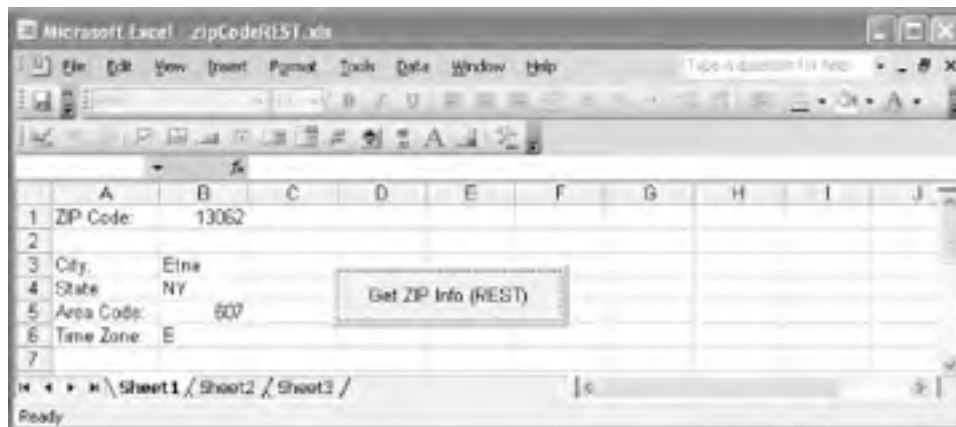 Microsoft Excel zipCodeREST.xls
File Edit View Insert Format Tools Data Window Help Type a question for help
B I U A
A
fx
A B C D E F G H I J
1 ZIP Code: 13062
2
3 City: Etna
4 State NY
Get ZIP Info (REST)
5 Area Code: 607
6 Time Zone E
7
Sheet1 / Sheet2 / Sheet3 /
Ready